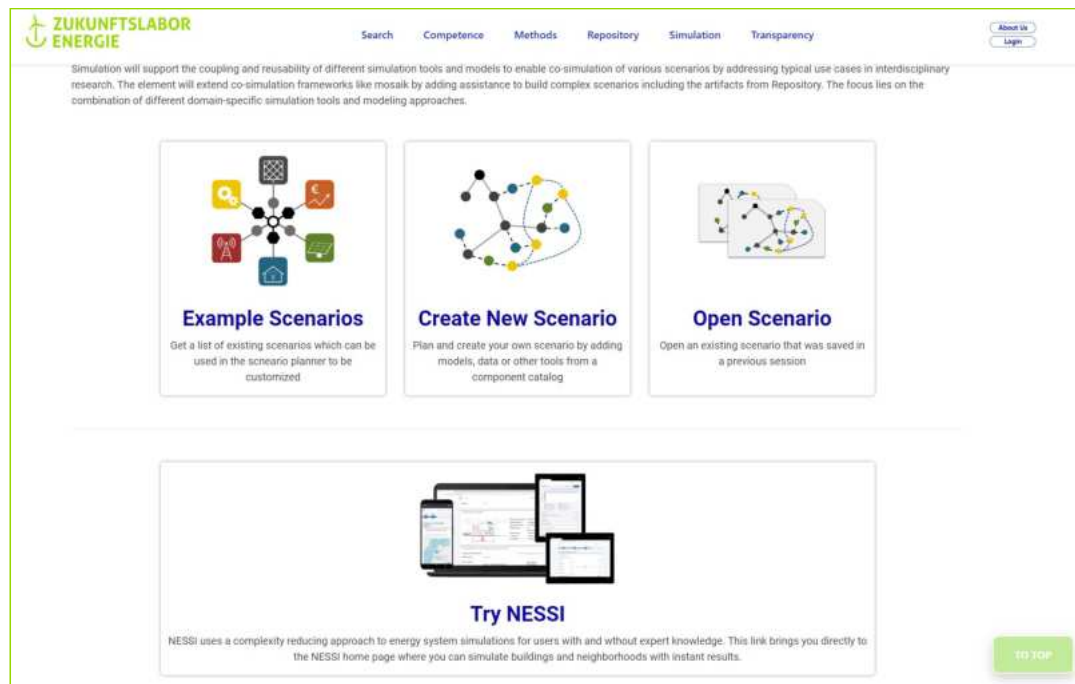 ZUKUNFTSLABOR
ENERGIE
Search Competence Methods Repository Simulation Transparency
About Us
Login
Simulation will support the coupling and reusability of different simulation tools and models to enable co-simulation of various scenarios by addressing typical use cases in interdisciplinary
research. The element will extend co-simulation frameworks like mosaik by adding assistance to build complex scenarios including the artifacts from Repository. The focus lies on the
combination of different domain-specific simulation tools and modeling approaches.
€
Example Scenarios
Get a list of existing scenarios which can be
used in the scneario planner to be
customized
Create New Scenario
Plan and create your own scenario by adding
models, data or other tools from a
component catalog
Open Scenario
Open an existing scenario that was saved in
a previous session
Try NESSI
NESSI uses a complexity reducing approach to energy system simulations for users with and wthout expert knowledge. This link brings you directly to
the NESSI home page where you can simulate buildings and neighborhoods with instant results.
TO TOP